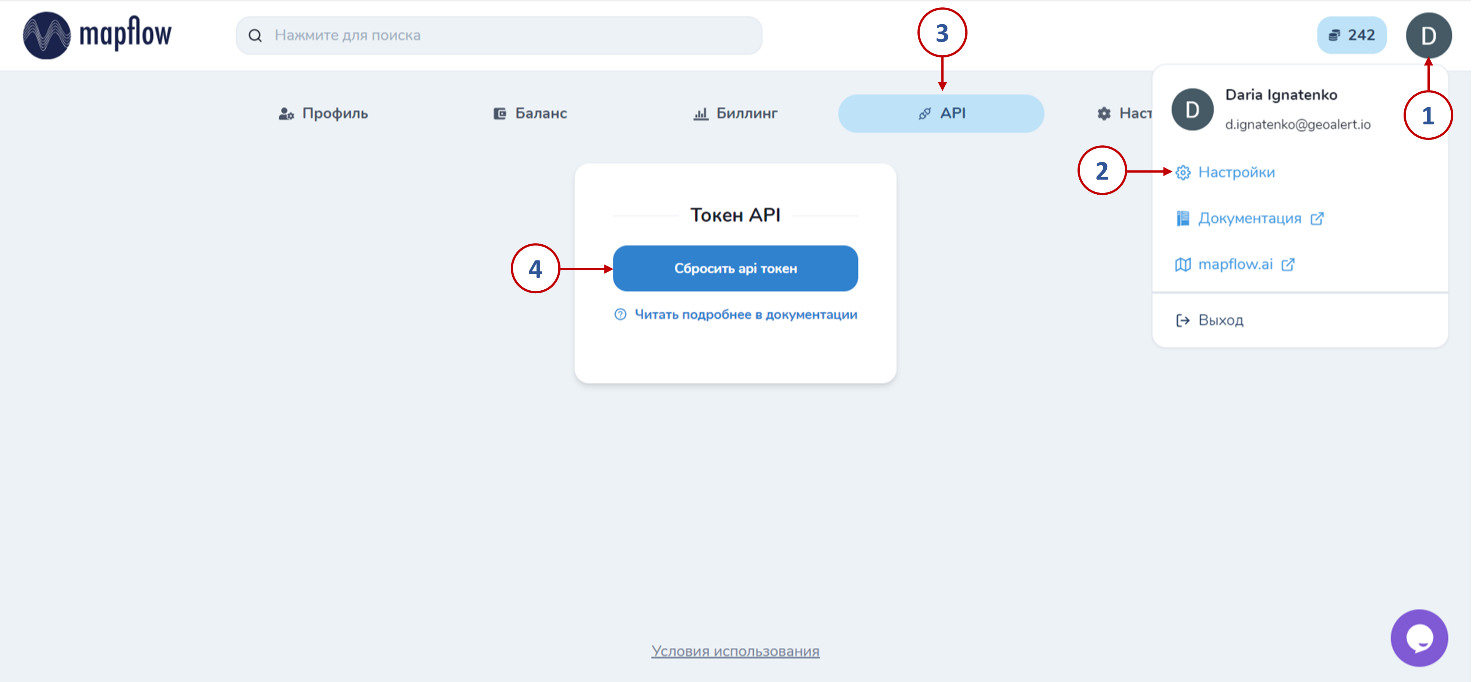 mapflow
Нажмите для поиска
3
242
D
1
Профиль
Баланс
Биллинг
API
Наст
D
Daria Ignatenko
d.ignatenko@geoalert.io
2
Настройки
Документация
mapflow.ai
Выход
Токен API
4
Сбросить api токен
Читать подробнее в документации
Условия использования